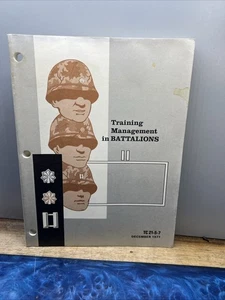 Training
Management
in BATTALIONS
TC 21-5-7
DECEMBER 1977